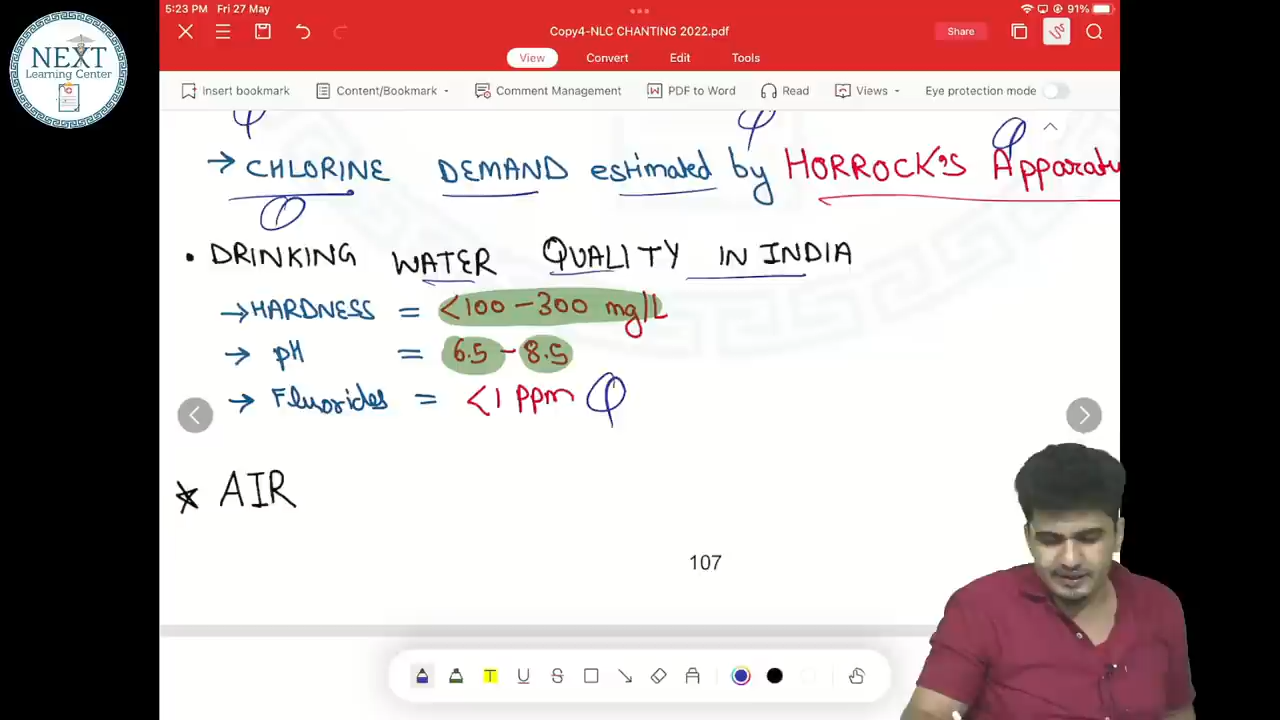 5:23 PM Fri 27 May
91%
NEXT
Learning Center
Copy4-NLC CHANTING 2022.pdf
Share
View Convert Edit Tools
Insert bookmark Content/Bookmark Comment Management PDF to Word Read Views Eye protection mode
→ CHLORINE DEMAND estimated by HORROCK'S Apparatu
• DRINKING WATER QUALITY IN INDIA
→ HARDNESS = <100 – 300 mg/L
→ pH = 6.5 – 8.5
→ Fluorides = <1 ppm
* AIR
107
T U S